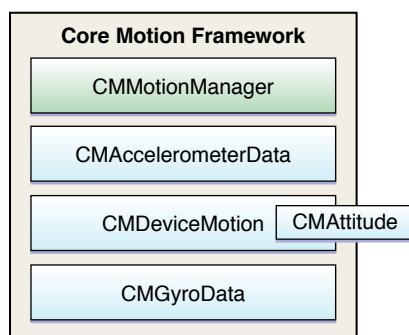 Core Motion Framework
CMMotionManager
CMAccelerometerData
CMDeviceMotion
CMAttitude
CMGyroData